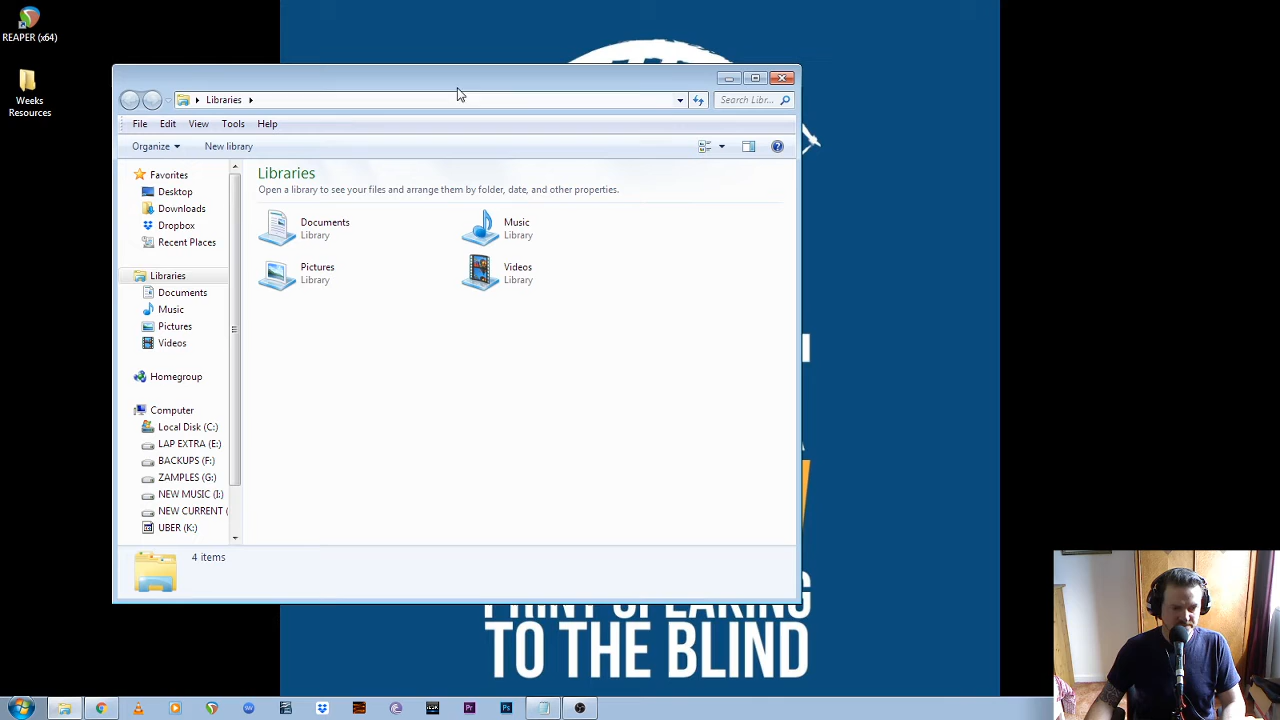 REAPER (x64)
Weeks
Resources
Libraries
Search Libr...
File Edit View Tools Help
Organize New library
Favorites
Desktop
Downloads
Dropbox
Recent Places
Libraries
Documents
Music
Pictures
Videos
Homegroup
Computer
Local Disk (C:)
LAP EXTRA (E:)
BACKUPS (F:)
ZAMPLES (G:)
NEW MUSIC (I:)
NEW CURRENT (
UBER (K:)
Libraries
Open a library to see your files and arrange them by folder, date, and other properties.
Documents
Library
Music
Library
Pictures
Library
Videos
Library
4 items
SPEAKING
TO THE BLIND
Pr
Ps